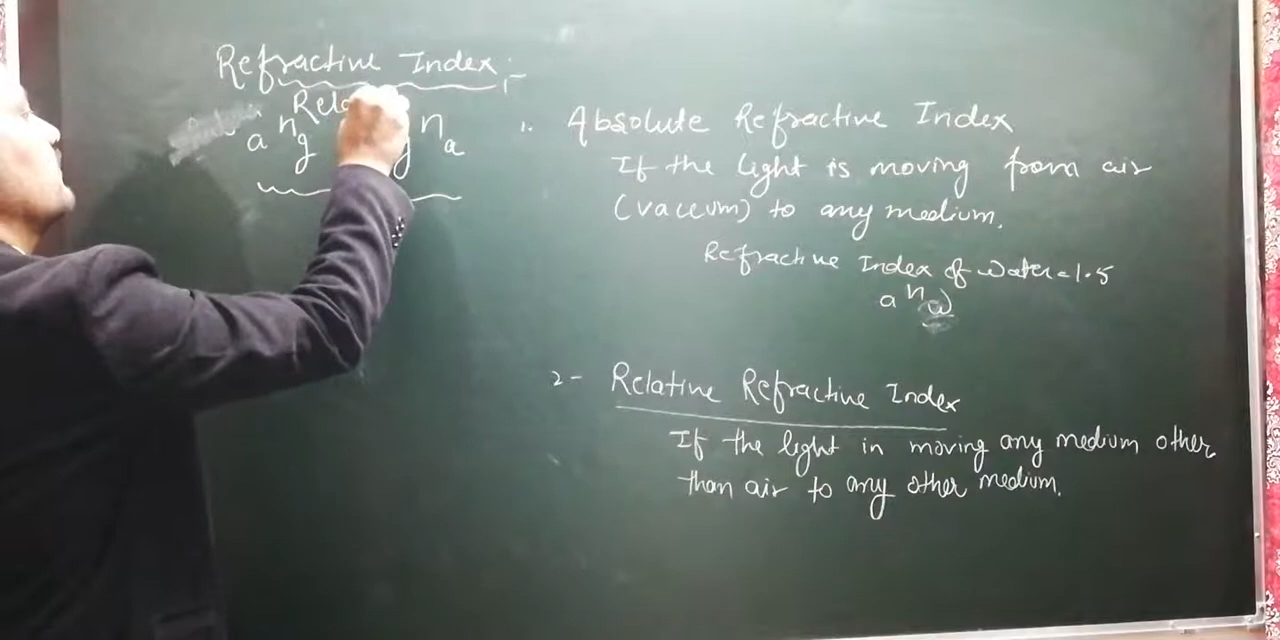 Refractive Index :-
Rela
a n g g n a
1. Absolute Refractive Index
If the light is moving from air
(vaccum) to any medium.
Refractive Index of water = 1.5
a n w
2- Relative Refractive Index
If the light in moving any medium other
than air to any other medium.